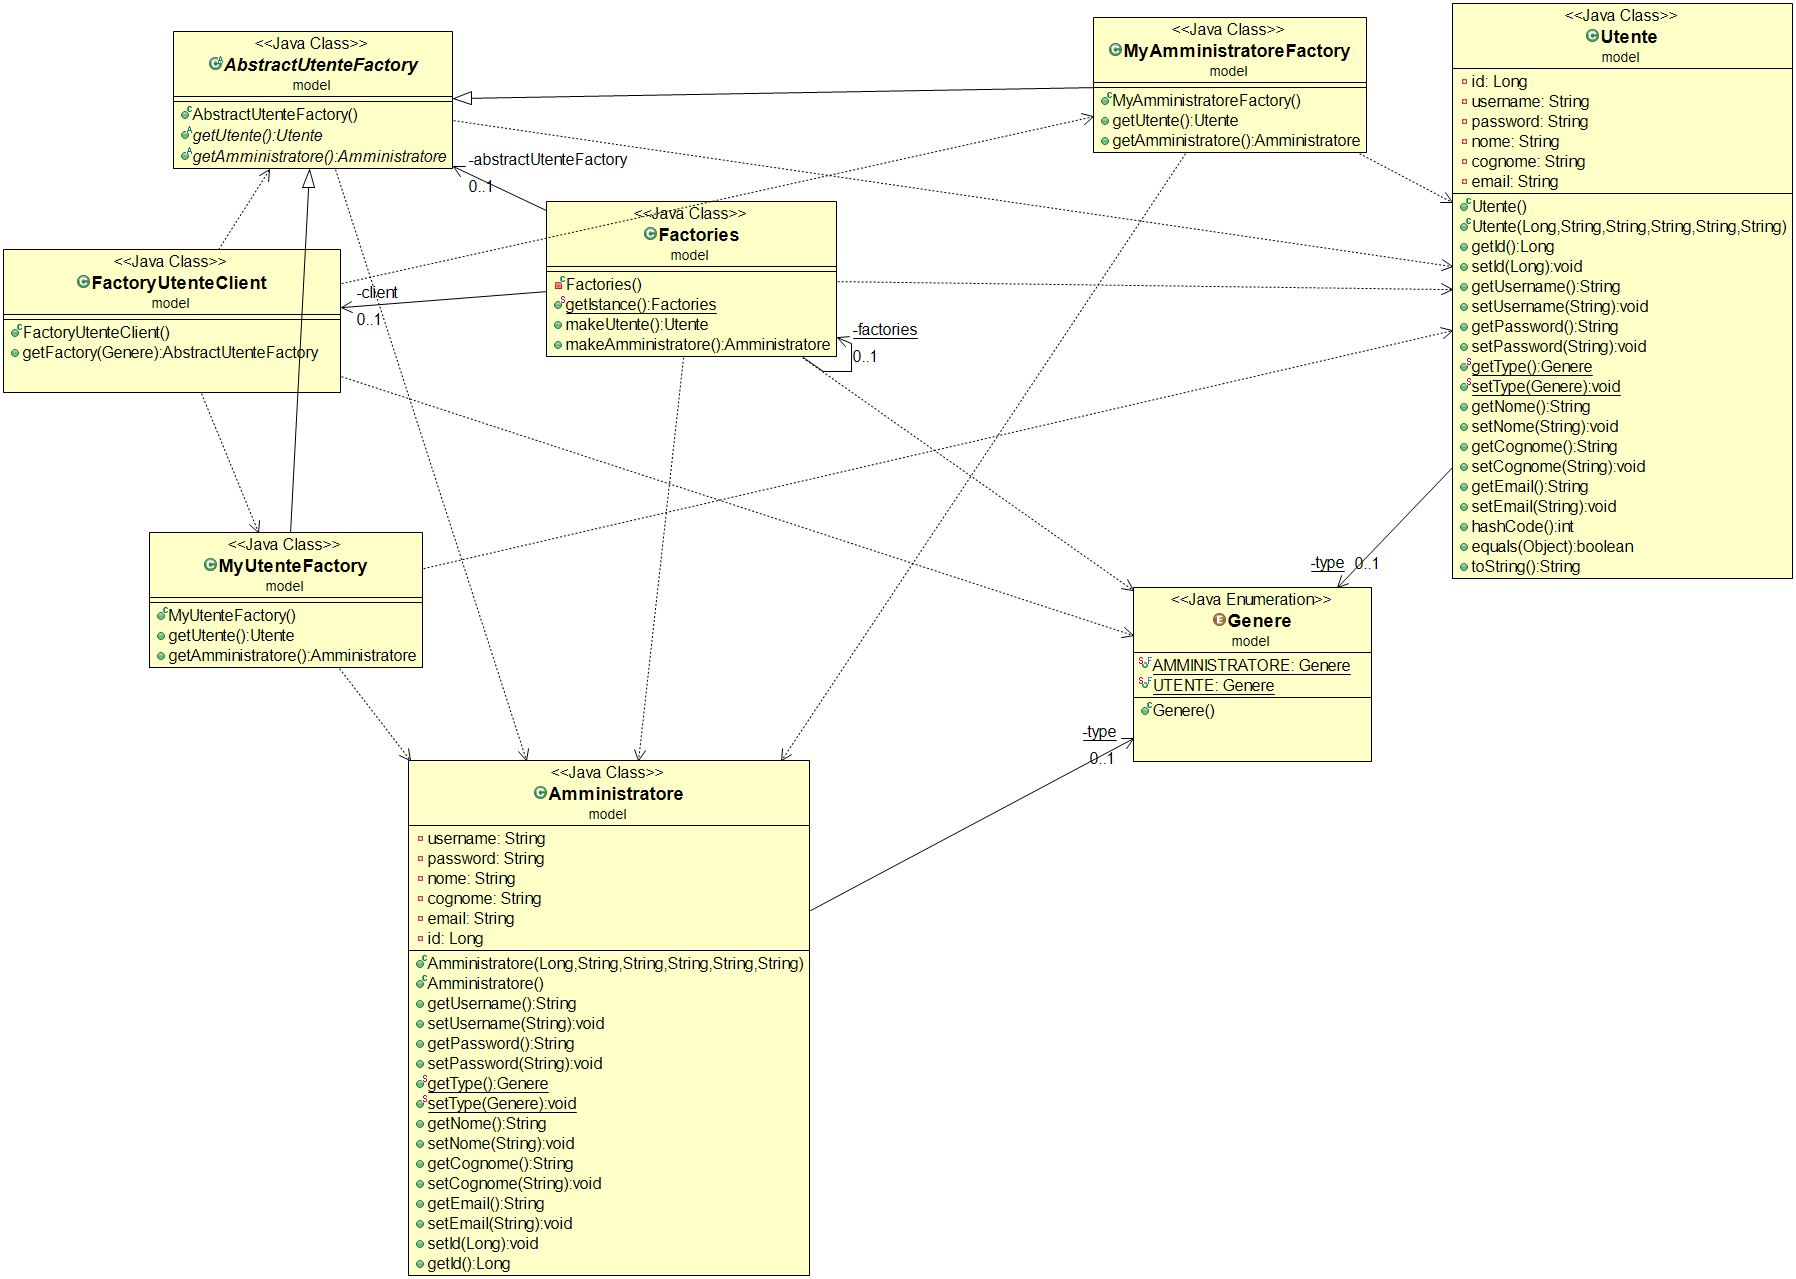 <<Java Class>>
AbstractUtenteFactory
model
AbstractUtenteFactory()
getUtente():Utente
getAmministratore():Amministratore
<<Java Class>>
MyAmministratoreFactory
model
MyAmministratoreFactory()
getUtente():Utente
getAmministratore():Amministratore
<<Java Class>>
Utente
model
id: Long
username: String
password: String
nome: String
cognome: String
email: String
Utente()
Utente(Long,String,String,String,String,String)
getId():Long
setId(Long):void
getUsername():String
setUsername(String):void
getPassword():String
setPassword(String):void
getType():Genere
setType(Genere):void
getNome():String
setNome(String):void
getCognome():String
setCognome(String):void
getEmail():String
setEmail(String):void
hashCode():int
equals(Object):boolean
toString():String
-abstractUtenteFactory
0..1
<<Java Class>>
Factories
model
Factories()
getIstance():Factories
makeUtente():Utente
makeAmministratore():Amministratore
-factories
0..1
<<Java Class>>
FactoryUtenteClient
model
FactoryUtenteClient()
getFactory(Genere):AbstractUtenteFactory
-client
0..1
<<Java Class>>
MyUtenteFactory
model
MyUtenteFactory()
getUtente():Utente
getAmministratore():Amministratore
-type 0..1
<<Java Enumeration>>
Genere
model
AMMINISTRATORE: Genere
UTENTE: Genere
Genere()
-type
0..1
<<Java Class>>
Amministratore
model
username: String
password: String
nome: String
cognome: String
email: String
id: Long
Amministratore(Long,String,String,String,String,String)
Amministratore()
getUsername():String
setUsername(String):void
getPassword():String
setPassword(String):void
getType():Genere
setType(Genere):void
getNome():String
setNome(String):void
getCognome():String
setCognome(String):void
getEmail():String
setEmail(String):void
setId(Long):void
getId():Long